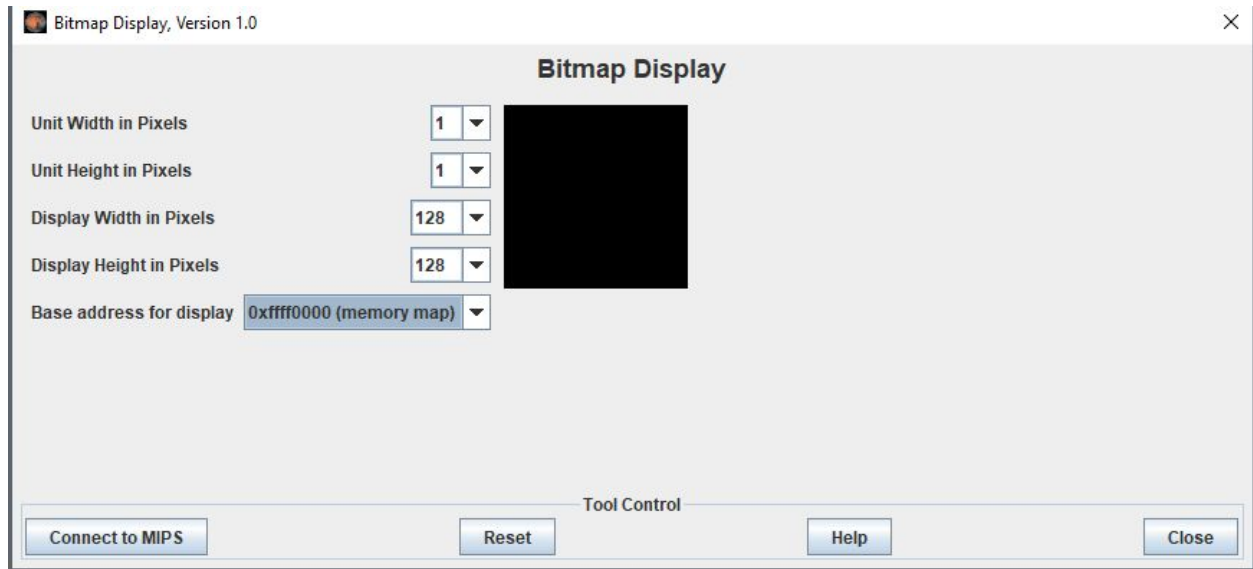 Bitmap Display, Version 1.0
Bitmap Display
Unit Width in Pixels 1
Unit Height in Pixels 1
Display Width in Pixels 128
Display Height in Pixels 128
Base address for display 0xffff0000 (memory map)
Tool Control
Connect to MIPS Reset Help Close